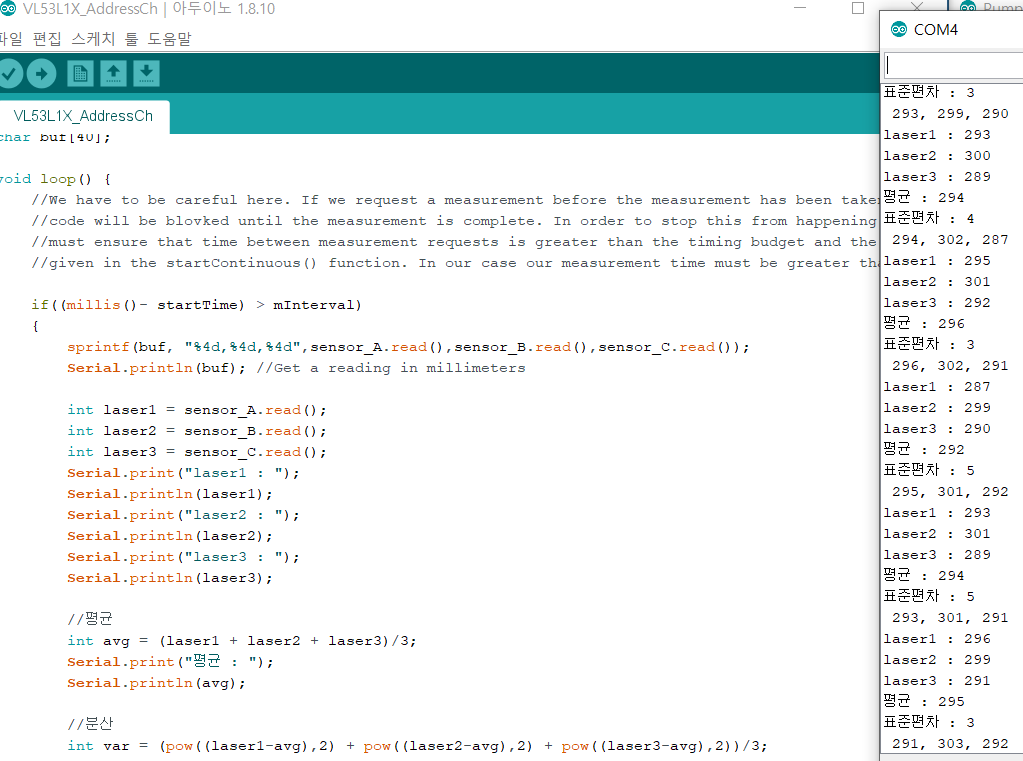 VL53L1X_AddressCh | 아두이노 1.8.10
파일 편집 스케치 툴 도움말
VL53L1X_AddressCh
char buf[40];
void loop() {
//We have to be careful here. If we request a measurement before the measurement has been take
//code will be blovked until the measurement is complete. In order to stop this from happening
//must ensure that time between measurement requests is greater than the timing budget and the
//given in the startContinuous() function. In our case our measurement time must be greater tha
if((millis()- startTime) > mInterval)
{
sprintf(buf, "%4d,%4d,%4d",sensor_A.read(),sensor_B.read(),sensor_C.read());
Serial.println(buf); //Get a reading in millimeters
int laser1 = sensor_A.read();
int laser2 = sensor_B.read();
int laser3 = sensor_C.read();
Serial.print("laser1 : ");
Serial.println(laser1);
Serial.print("laser2 : ");
Serial.println(laser2);
Serial.print("laser3 : ");
Serial.println(laser3);
//평균
int avg = (laser1 + laser2 + laser3)/3;
Serial.print("평균 : ");
Serial.println(avg);
//분산
int var = (pow((laser1-avg),2) + pow((laser2-avg),2) + pow((laser3-avg),2))/3;
Pump
COM4
표준편차 : 3
293, 299, 290
laser1 : 293
laser2 : 300
laser3 : 289
평균 : 294
표준편차 : 4
294, 302, 287
laser1 : 295
laser2 : 301
laser3 : 292
평균 : 296
표준편차 : 3
296, 302, 291
laser1 : 287
laser2 : 299
laser3 : 290
평균 : 292
표준편차 : 5
295, 301, 292
laser1 : 293
laser2 : 301
laser3 : 289
평균 : 294
표준편차 : 5
293, 301, 291
laser1 : 296
laser2 : 299
laser3 : 291
평균 : 295
표준편차 : 3
291, 303, 292